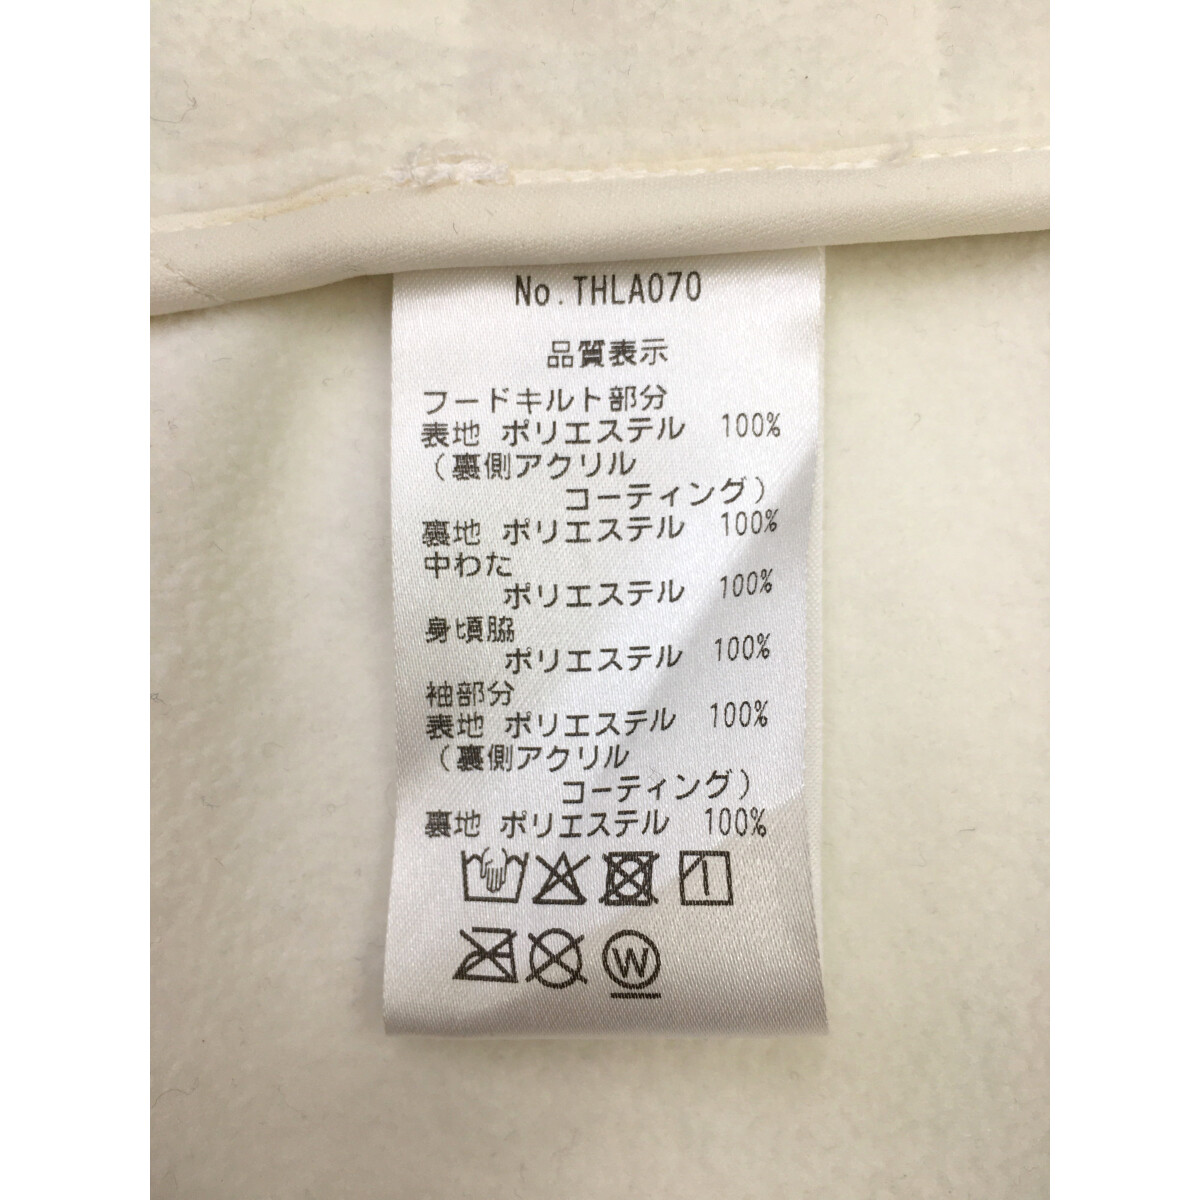 No.THLA070
品質表示
フードキルト部分
表地 ポリエステル 100%
（裏側アクリル
コーティング）
裏地 ポリエステル 100%
中わた
ポリエステル 100%
身頃脇
ポリエステル 100%
袖部分
表地 ポリエステル 100%
（裏側アクリル
コーティング）
裏地 ポリエステル 100%
W